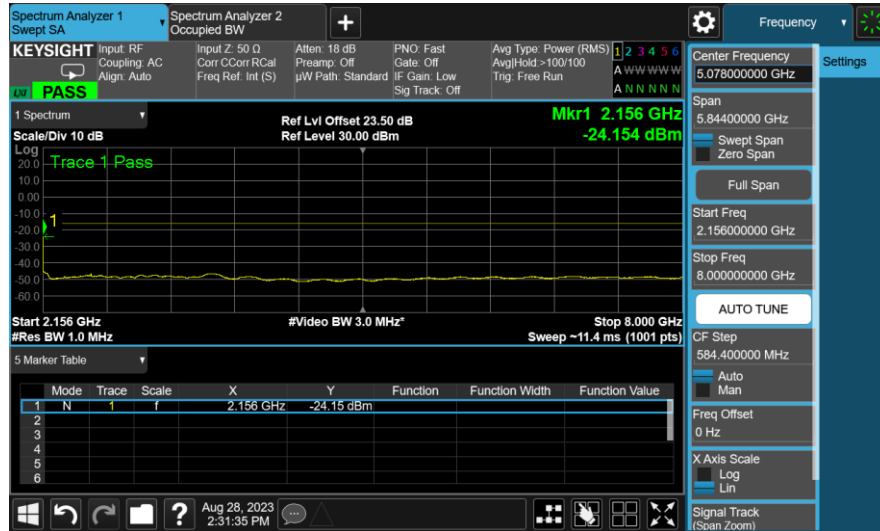 Spectrum Analyzer 1
Swept SA
Spectrum Analyzer 2
Occupied BW
Frequency
KEYSIGHT
Input: RF
Coupling: AC
Align: Auto
Input Z: 50 Ω
Corr CCorr RCal
Freq Ref: Int (S)
Atten: 18 dB
Preamp: Off
µW Path: Standard
PNO: Fast
Gate: Off
IF Gain: Low
Sig Track: Off
Avg Type: Power (RMS)
Avg|Hold:>100/100
Trig: Free Run
1 2 3 4 5 6
A W W W W W
A N N N N N
LXI PASS
1 Spectrum
Scale/Div 10 dB
Ref Lvl Offset 23.50 dB
Ref Level 30.00 dBm
Mkr1 2.156 GHz
-24.154 dBm
Log
Trace 1 Pass
20.0
10.0
0.00
-10.0
-20.0
-30.0
-40.0
-50.0
-60.0
1
Start 2.156 GHz
#Res BW 1.0 MHz
#Video BW 3.0 MHz*
Stop 8.000 GHz
Sweep ~11.4 ms (1001 pts)
5 Marker Table
Mode Trace Scale X Y Function Function Width Function Value
1 N 1 f 2.156 GHz -24.15 dBm
2
3
4
5
6
Aug 28, 2023
2:31:35 PM
Settings
Center Frequency
5.078000000 GHz
Span
5.84400000 GHz
Swept Span
Zero Span
Full Span
Start Freq
2.156000000 GHz
Stop Freq
8.000000000 GHz
AUTO TUNE
CF Step
584.400000 MHz
Auto
Man
Freq Offset
0 Hz
X Axis Scale
Log
Lin
Signal Track
(Span Zoom)